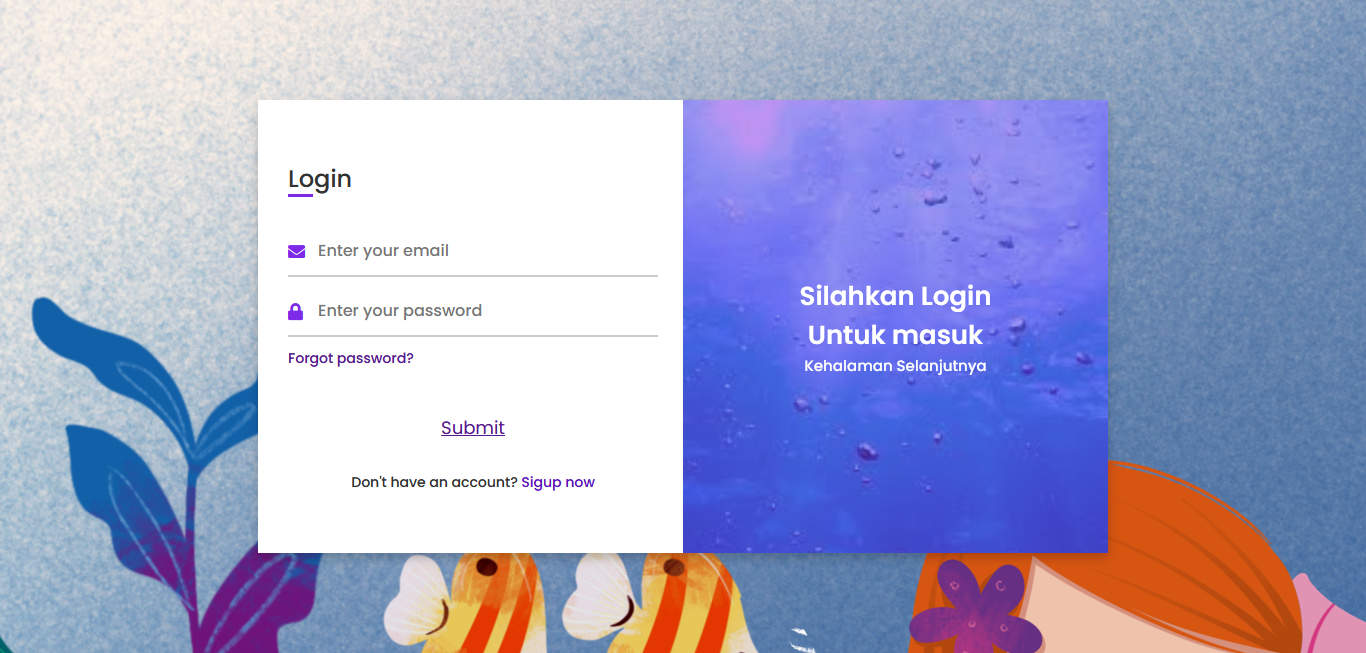 Login
Enter your email
Enter your password
Forgot password?
Submit
Don't have an account? Sigup now
Silahkan Login
Untuk masuk
Kehalaman Selanjutnya